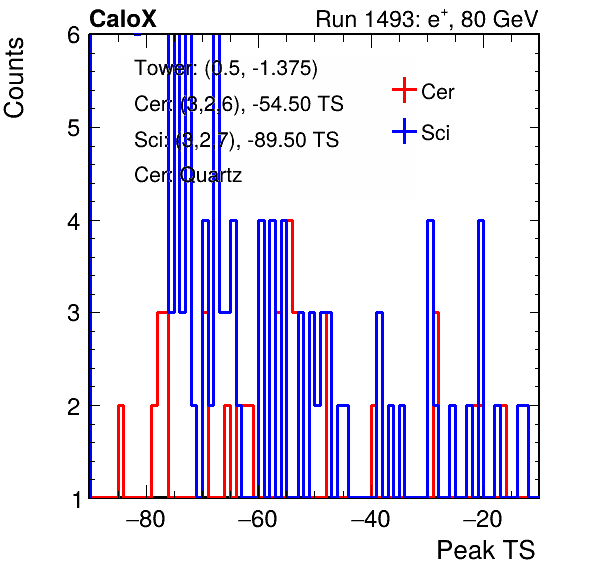 CaloX Run 1493: e+, 80 GeV
Counts
6
Tower: (0.5, -1.375)
Cer: (3,2,6), -54.50 TS
Cer
5
Sci: (3,2,7), -89.50 TS
Sci
Cer: Quartz
4
3
2
1
−80 −60 −40 −20
Peak TS